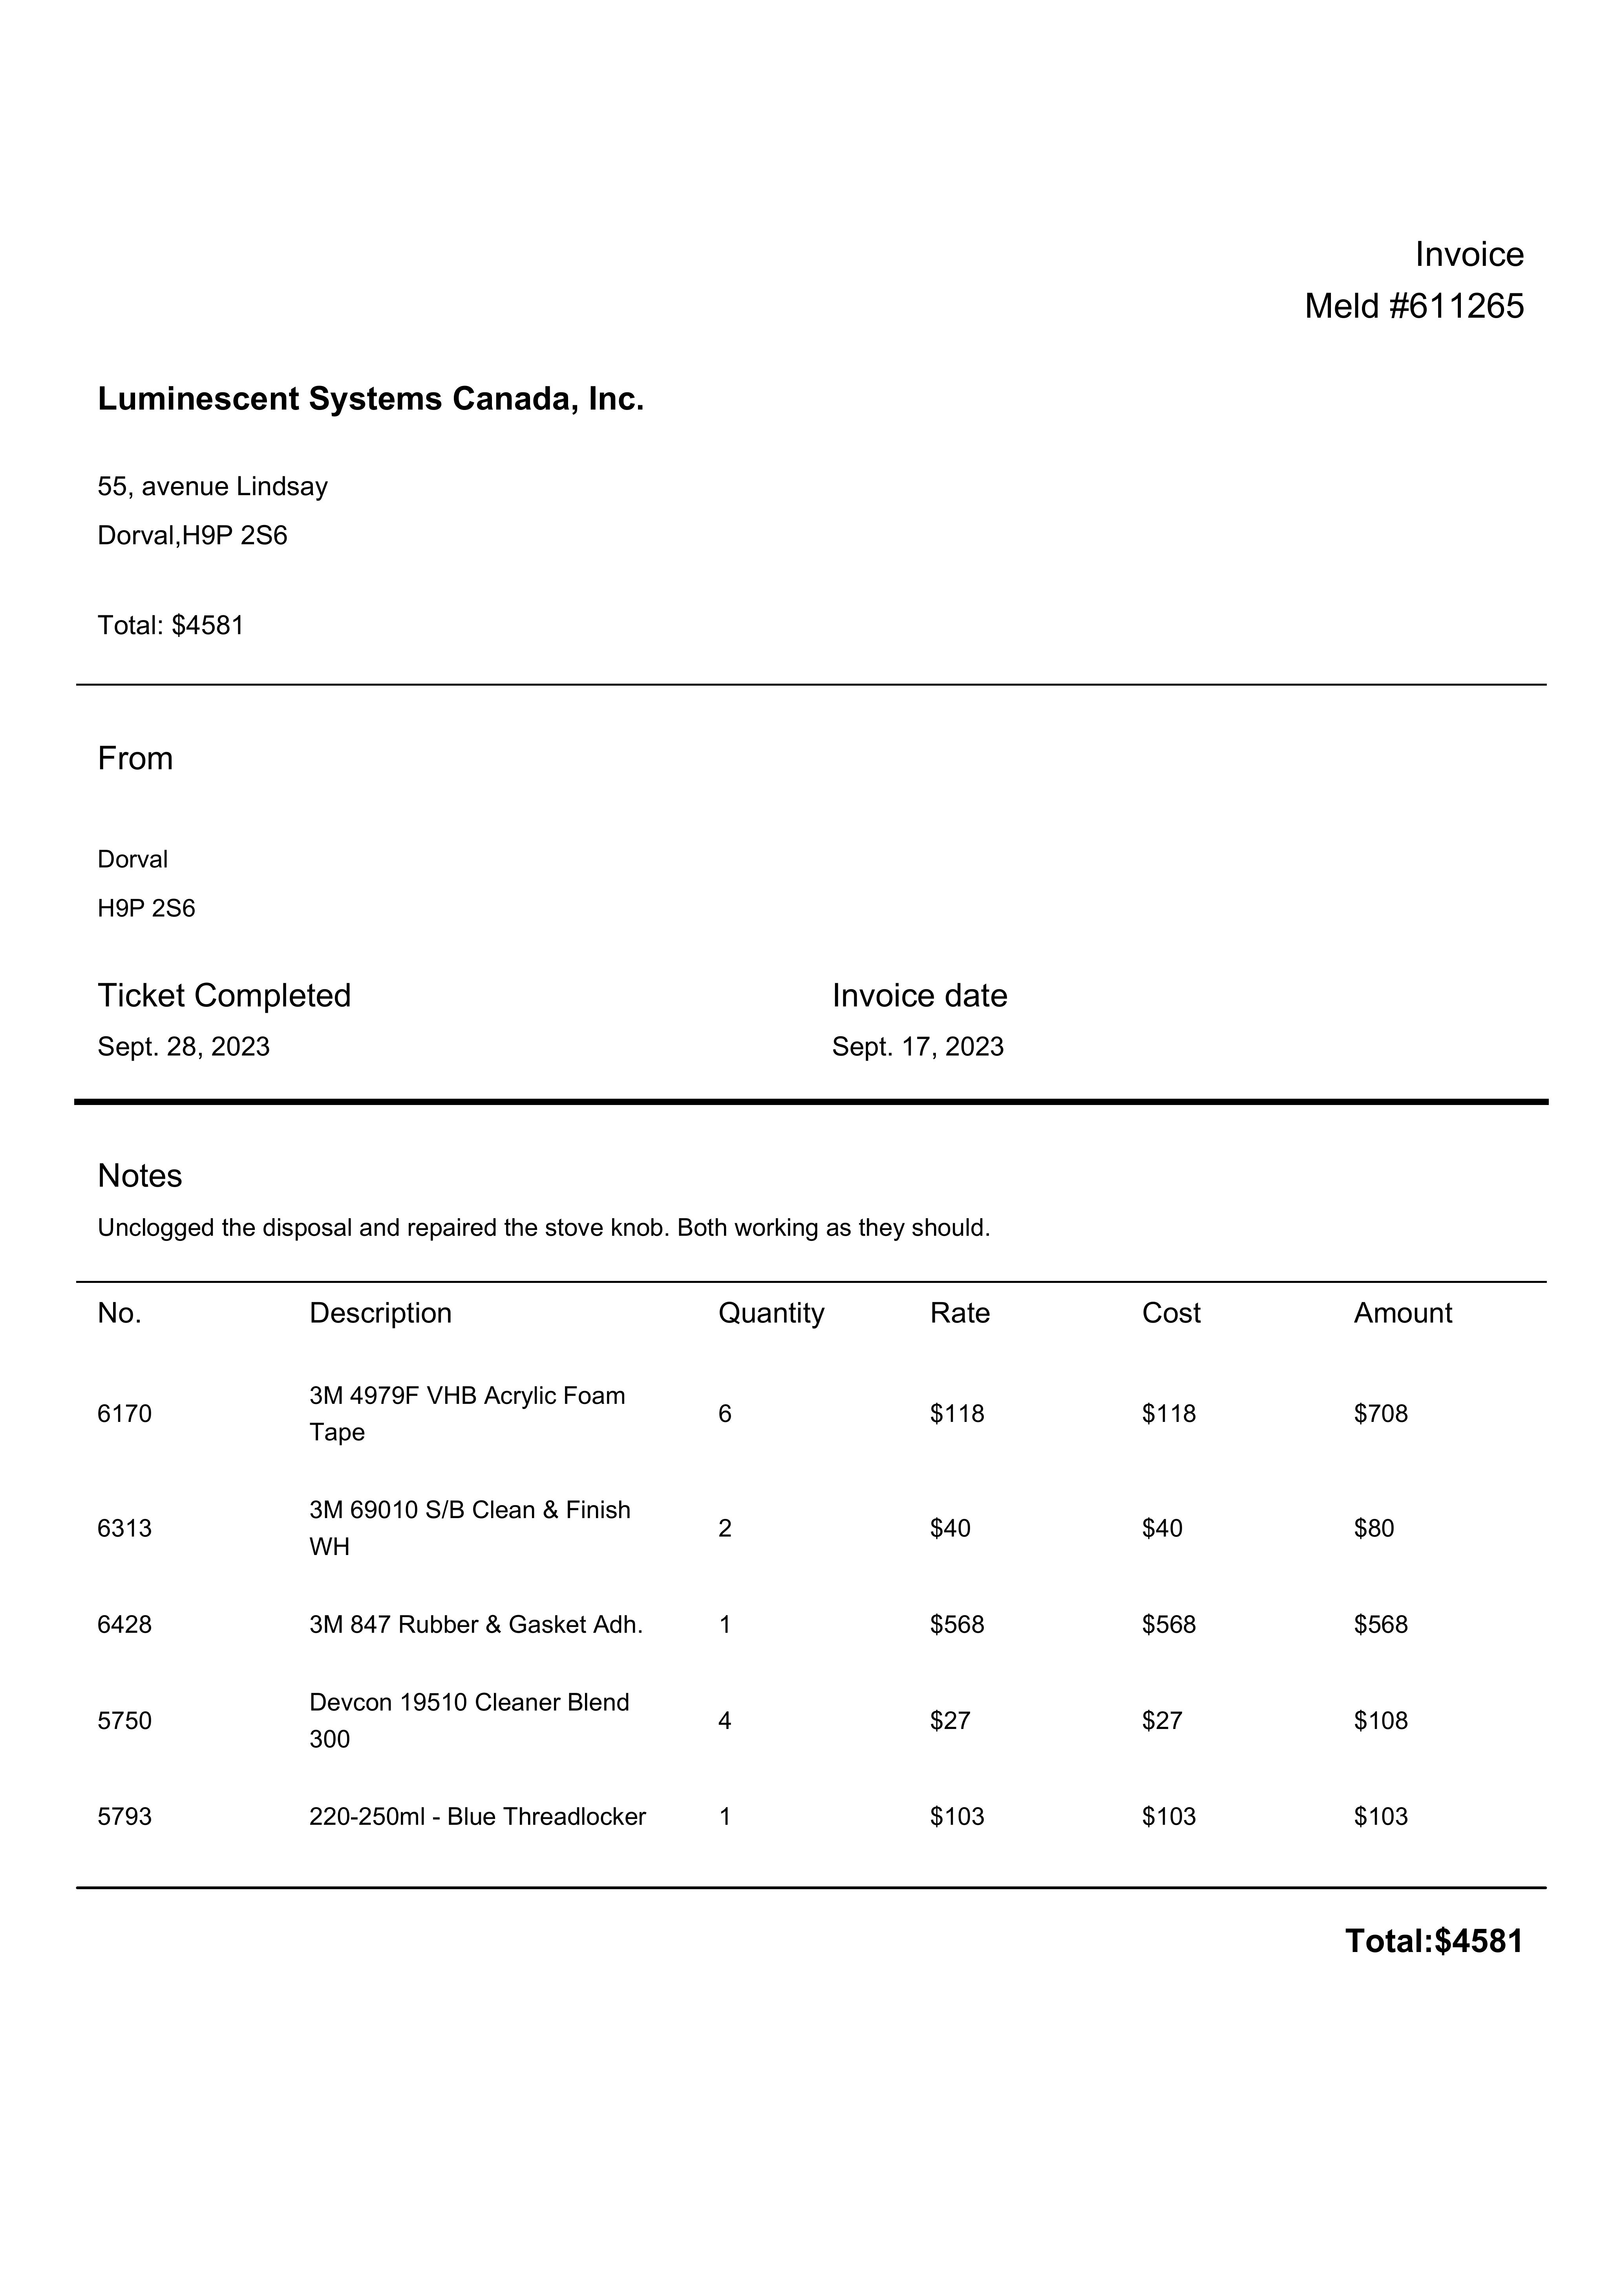 Invoice
Meld #611265
Luminescent Systems Canada, Inc.
55, avenue Lindsay
Dorval,H9P 2S6
Total: $4581
From
Dorval
H9P 2S6
Ticket Completed Invoice date
Sept. 28, 2023 Sept. 17, 2023
Notes
Unclogged the disposal and repaired the stove knob. Both working as they should.
No. Description Quantity Rate Cost Amount
6170 3M 4979F VHB Acrylic Foam 6 $118 $118 $708
Tape
6313 3M 69010 S/B Clean & Finish 2 $40 $40 $80
WH
6428 3M 847 Rubber & Gasket Adh. 1 $568 $568 $568
5750 Devcon 19510 Cleaner Blend 4 $27 $27 $108
300
5793 220-250ml - Blue Threadlocker 1 $103 $103 $103
Total:$4581